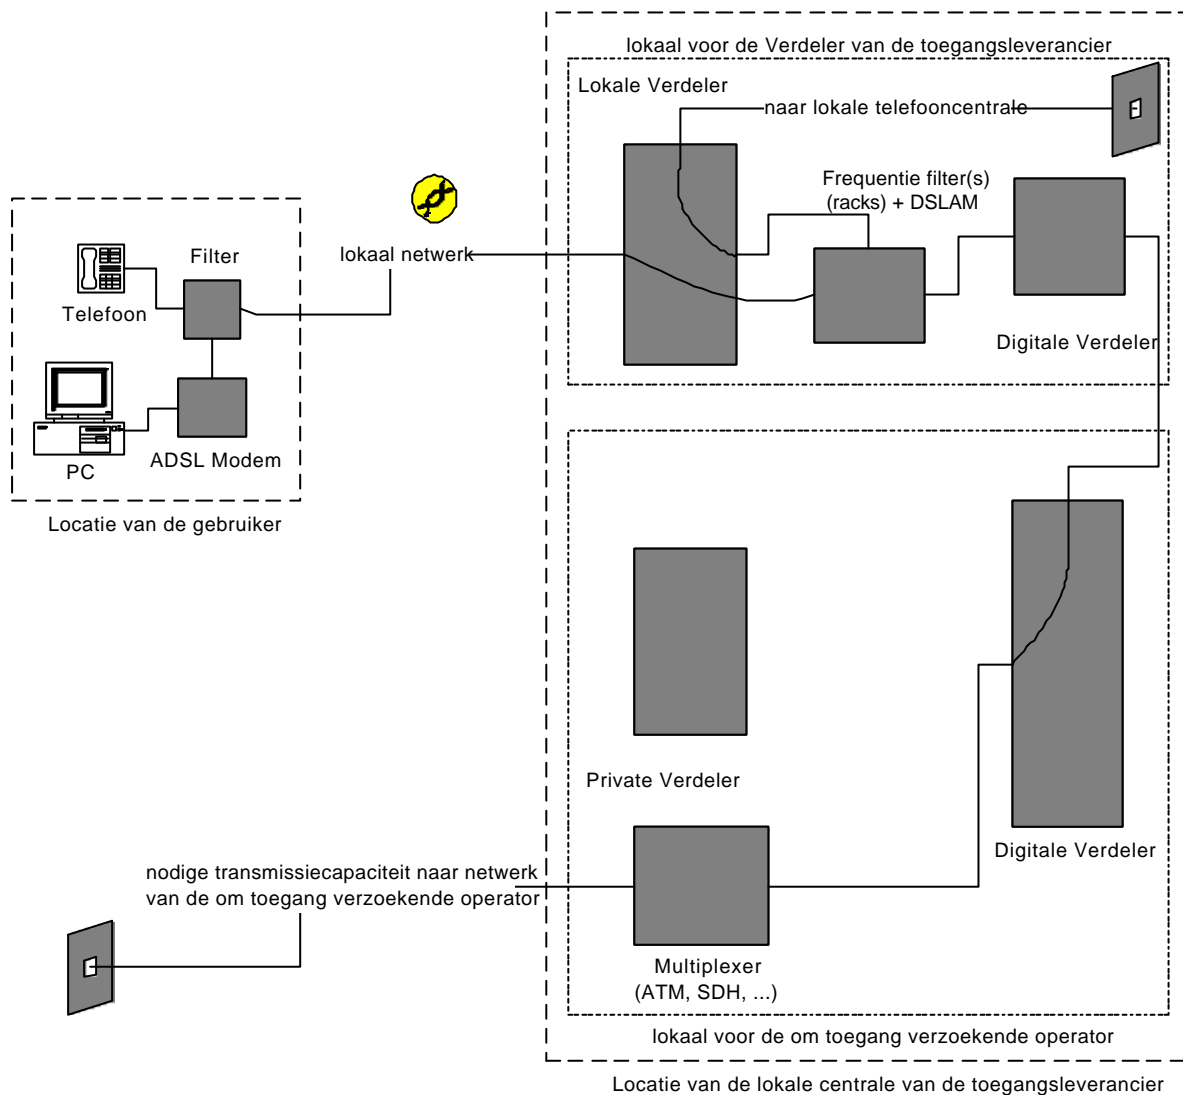 lokaal voor de Verdeler van de toegangsleverancier
Lokale Verdeler
naar lokale telefooncentrale
Frequentie filter(s)
(racks) + DSLAM
Filter
lokaal netwerk
Telefoon
Digitale Verdeler
PC
ADSL Modem
Locatie van de gebruiker
Private Verdeler
Digitale Verdeler
nodige transmissiecapaciteit naar netwerk
van de om toegang verzoekende operator
Multiplexer
(ATM, SDH, ...)
lokaal voor de om toegang verzoekende operator
Locatie van de lokale centrale van de toegangsleverancier